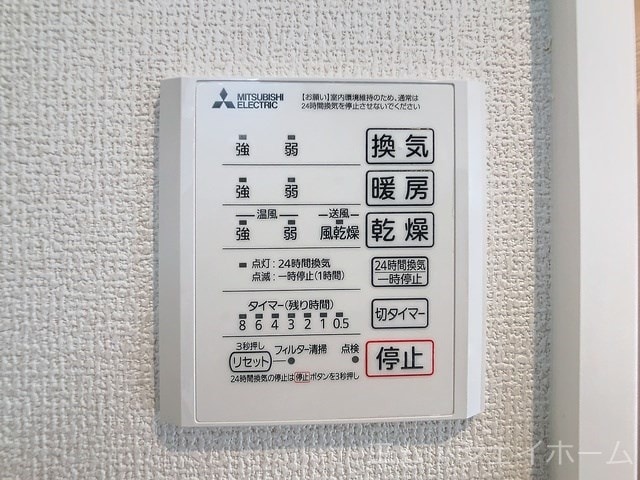 MITSUBISHI ELECTRIC
【お願い】室内環境維持のため、通常は
24時間換気を停止させないでください
強 弱 換気
強 弱 暖房
温風 送風
強 弱 風乾燥 乾燥
点灯：24時間換気
点滅：一時停止(1時間)
24時間換気
一時停止
タイマー(残り時間)
8 6 4 3 2 1 0.5
切タイマー
3秒押し
リセット フィルター清掃 点検
停止
24時間換気の停止は停止ボタンを3秒押し